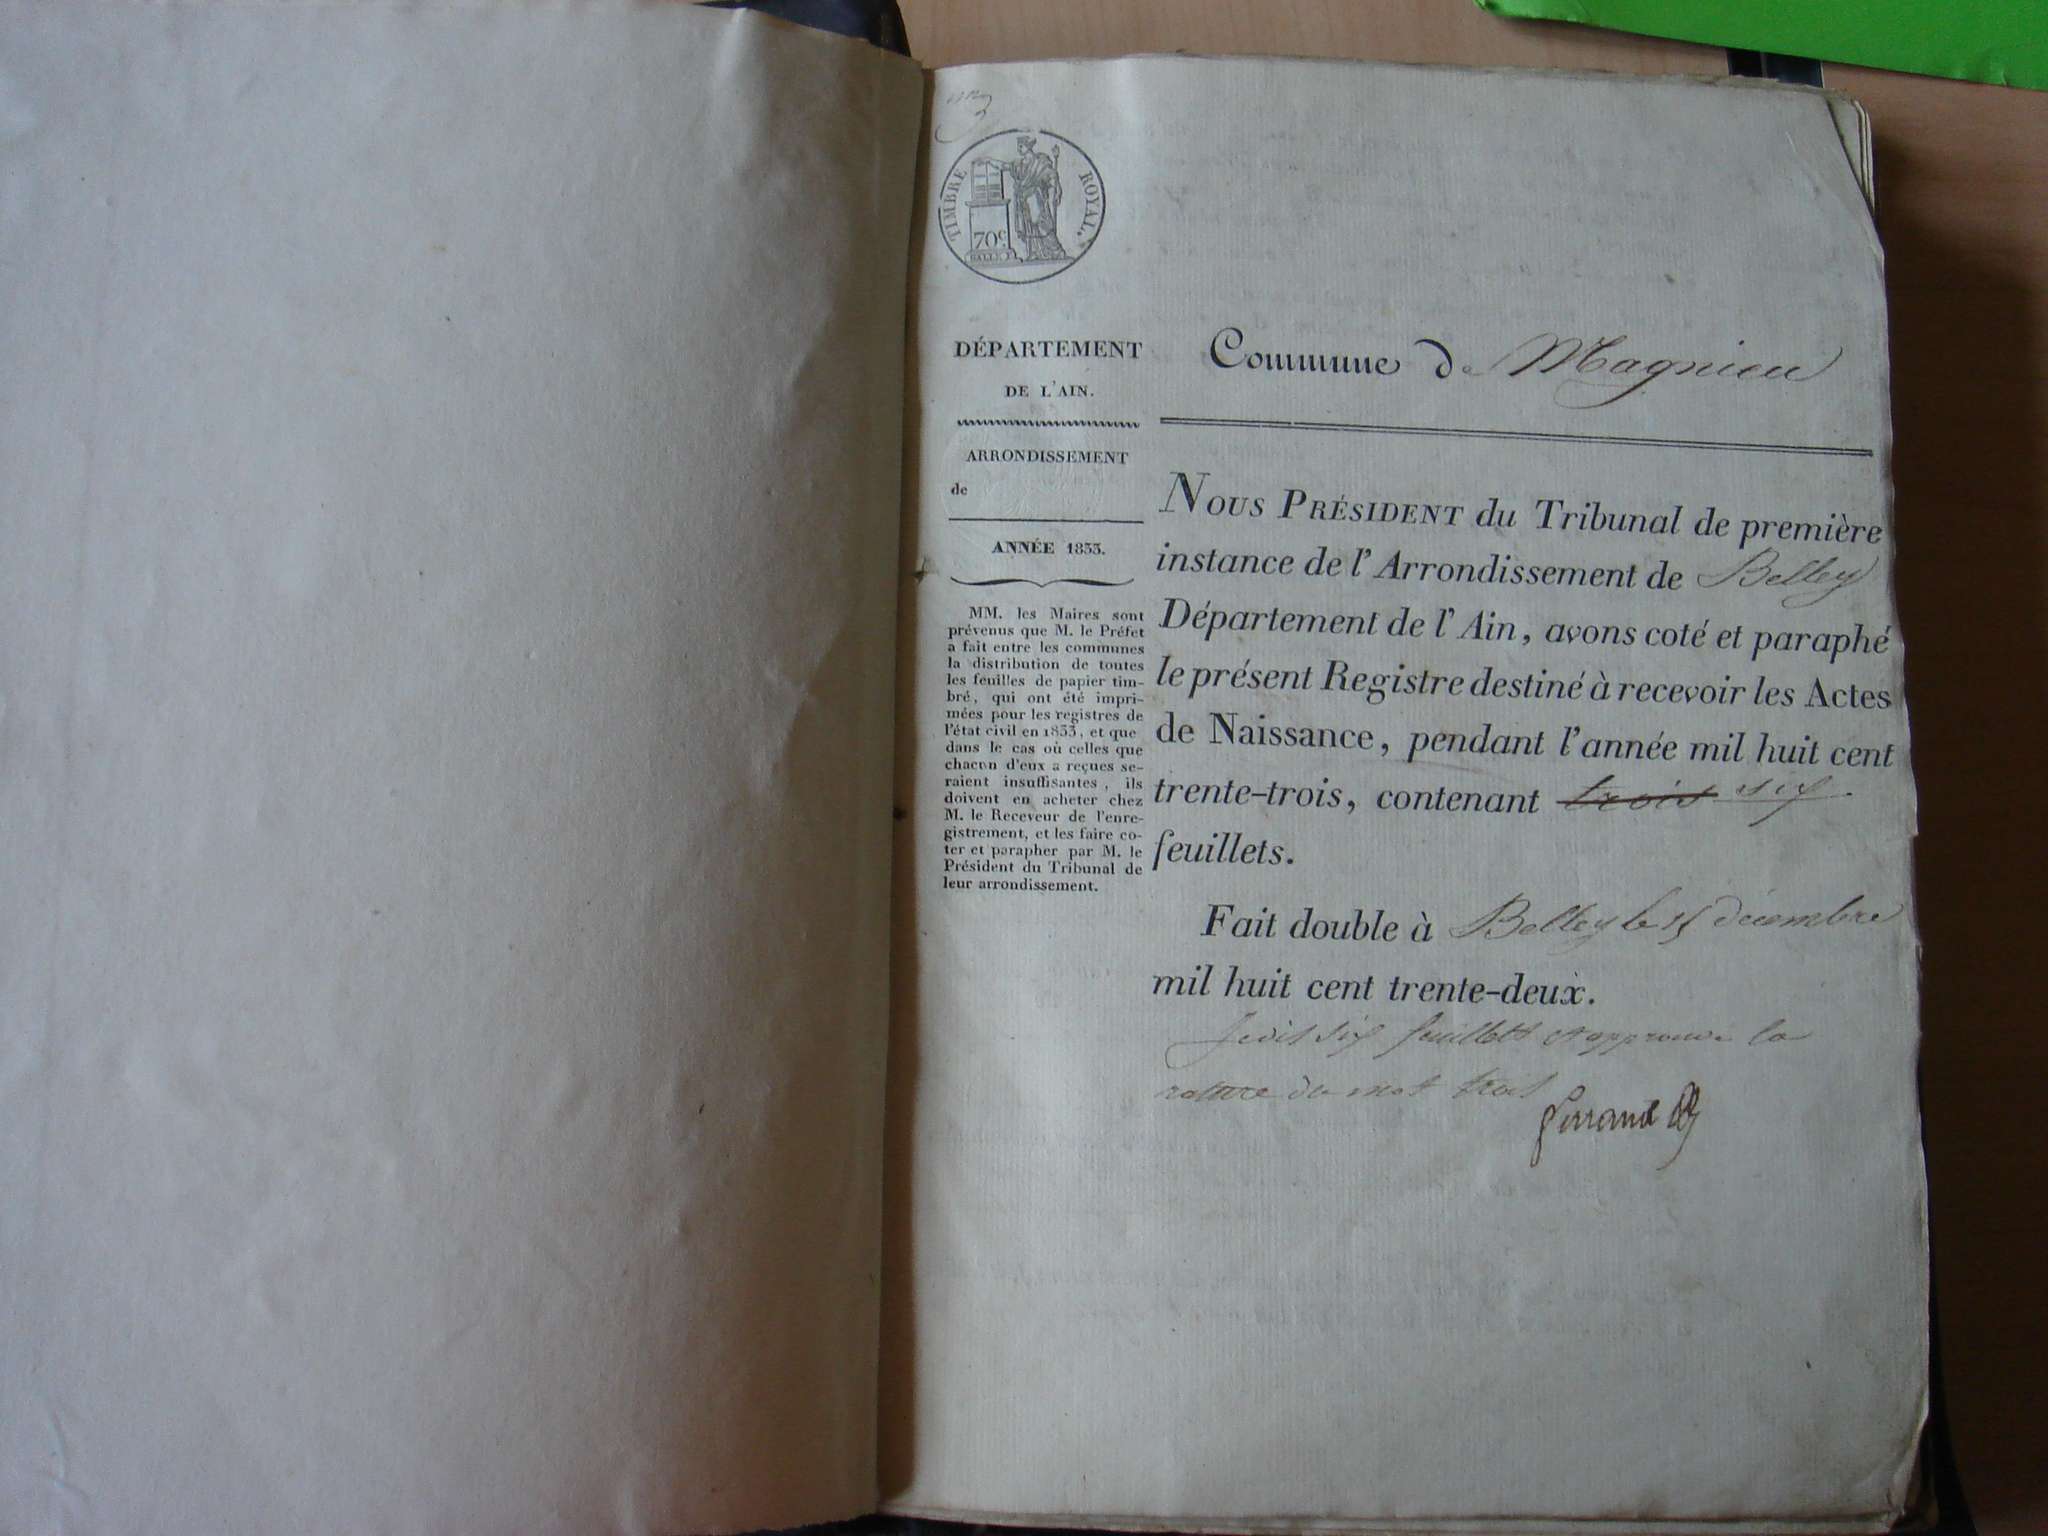 TIMBRE ROYAL.
70c.
DÉPARTEMENT
DE L'AIN.
ARRONDISSEMENT
de
ANNÉE 1833.
MM. les Maires sont
prévenus que M. le Préfet
a fait entre les communes
la distribution de toutes
les feuilles de papier tim-
bré, qui ont été impri-
mées pour les registres de
l'état civil en 1833, et que
dans le cas où celles que
chacun d'eux a reçues se-
raient insuffisantes, ils
doivent en acheter chez
M. le Receveur de l'enre-
gistrement, et les faire co-
ter et parapher par M. le
Président du Tribunal de
leur arrondissement.
Commune de Magnieu
NOUS PRÉSIDENT du Tribunal de première
instance de l'Arrondissement de Belley
Département de l'Ain, avons coté et paraphé
le présent Registre destiné à recevoir les Actes
de Naissance, pendant l'année mil huit cent
trente-trois, contenant trois six
feuillets.
Fait double à Belley le 15 décembre
mil huit cent trente-deux.
Je dis six feuillets et approuve la
rature du mot trois